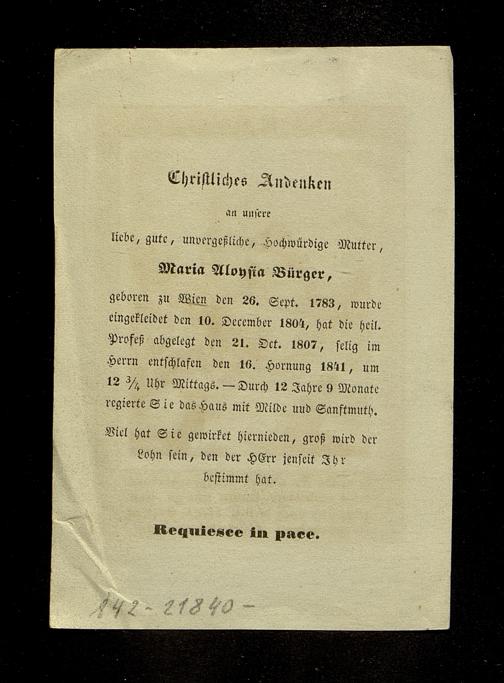 Christliches Andenken
an unsere
liebe, gute, unvergeßliche, Hochwürdige Mutter,
Maria Aloysia Bürger,
geboren zu Wien den 26. Sept. 1783, wurde
eingekleidet den 10. December 1804, hat die heil.
Profeß abgelegt den 21. Oct. 1807, selig im
Herrn entschlafen den 16. Hornung 1841, um
12 3/4 Uhr Mittags. — Durch 12 Jahre 9 Monate
regierte Sie das Haus mit Milde und Sanftmuth.
Viel hat Sie gewirket hiernieden, groß wird der
Lohn sein, den der HErr jenseit Ihr
bestimmt hat.
Requiesce in pace.
842-21840-